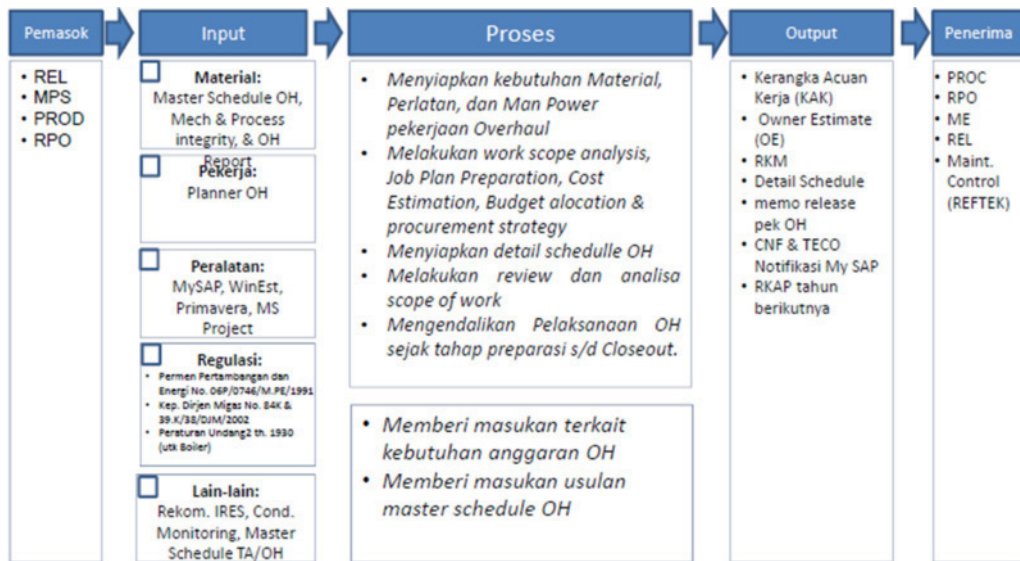 Pemasok
Input
Proses
Output
Penerima
• REL
• MPS
• PROD
• RPO
Material:
Master Schedule OH,
Mech & Process
integrity, & OH
Report
Pekerja:
Planner OH
Peralatan:
MySAP, WinEst,
Primavera, MS
Project
Regulasi:
• Permen Pertambangan dan
Energi No. 06P/0746/M.PE/1991
• Kep. Dirjen Migas No. 84K &
39.K/38/DJM/2002
• Peraturan Undang2 th. 1930
(utk Boiler)
Lain-lain:
Rekom. IRES, Cond.
Monitoring, Master
Schedule TA/OH
• Menyiapkan kebutuhan Material,
Perlatan, dan Man Power
pekerjaan Overhaul
• Melakukan work scope analysis,
Job Plan Preparation, Cost
Estimation, Budget alocation &
procurement strategy
• Menyiapkan detail schedulle OH
• Melakukan review dan analisa
scope of work
• Mengendalikan Pelaksanaan OH
sejak tahap preparasi s/d Closeout.
• Memberi masukan terkait
kebutuhan anggaran OH
• Memberi masukan usulan
master schedule OH
• Kerangka Acuan
Kerja (KAK)
• Owner Estimate
(OE)
• RKM
• Detail Schedule
• memo release
pek OH
• CNF & TECO
Notifikasi My SAP
• RKAP tahun
berikutnya
• PROC
• RPO
• ME
• REL
• Maint.
Control
(REFTEK)